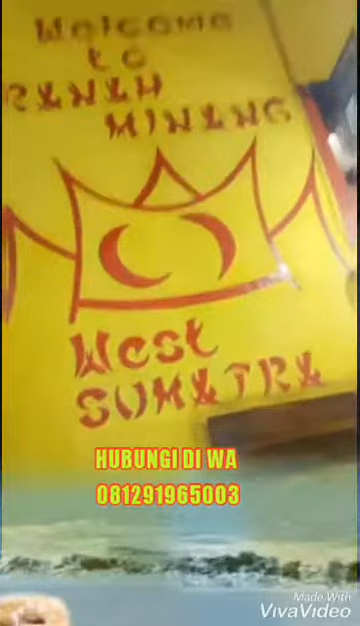 Welcome
to
RANAH
MINANG
West
SUMATRA
HUBUNGI DI WA
081291965003
Made With
VivaVideo